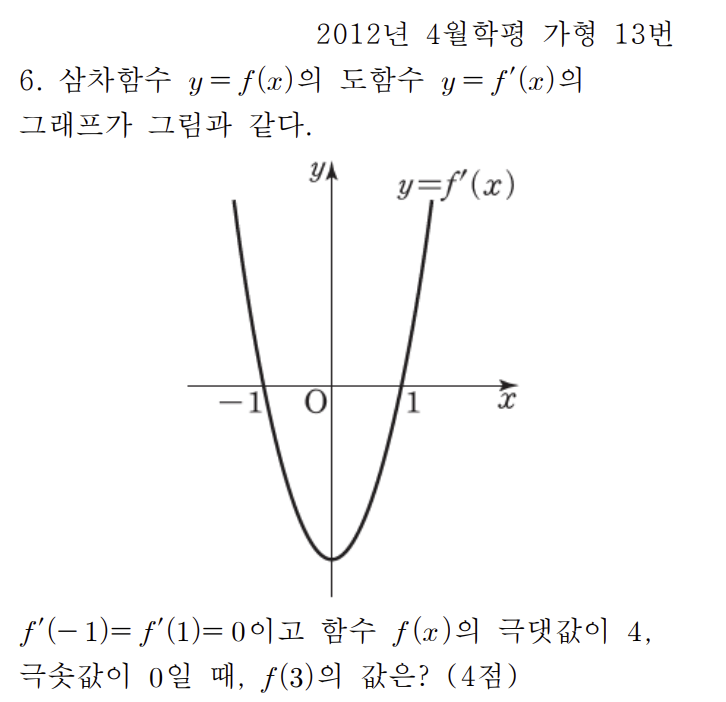 2012년 4월학평 가형 13번
6. 삼차함수 y=f(x)의 도함수 y=f′(x)의
그래프가 그림과 같다.
y
y=f′(x)
−1 O 1 x
f′(−1)=f′(1)=0이고 함수 f(x)의 극댓값이 4,
극솟값이 0일 때, f(3)의 값은? (4점)